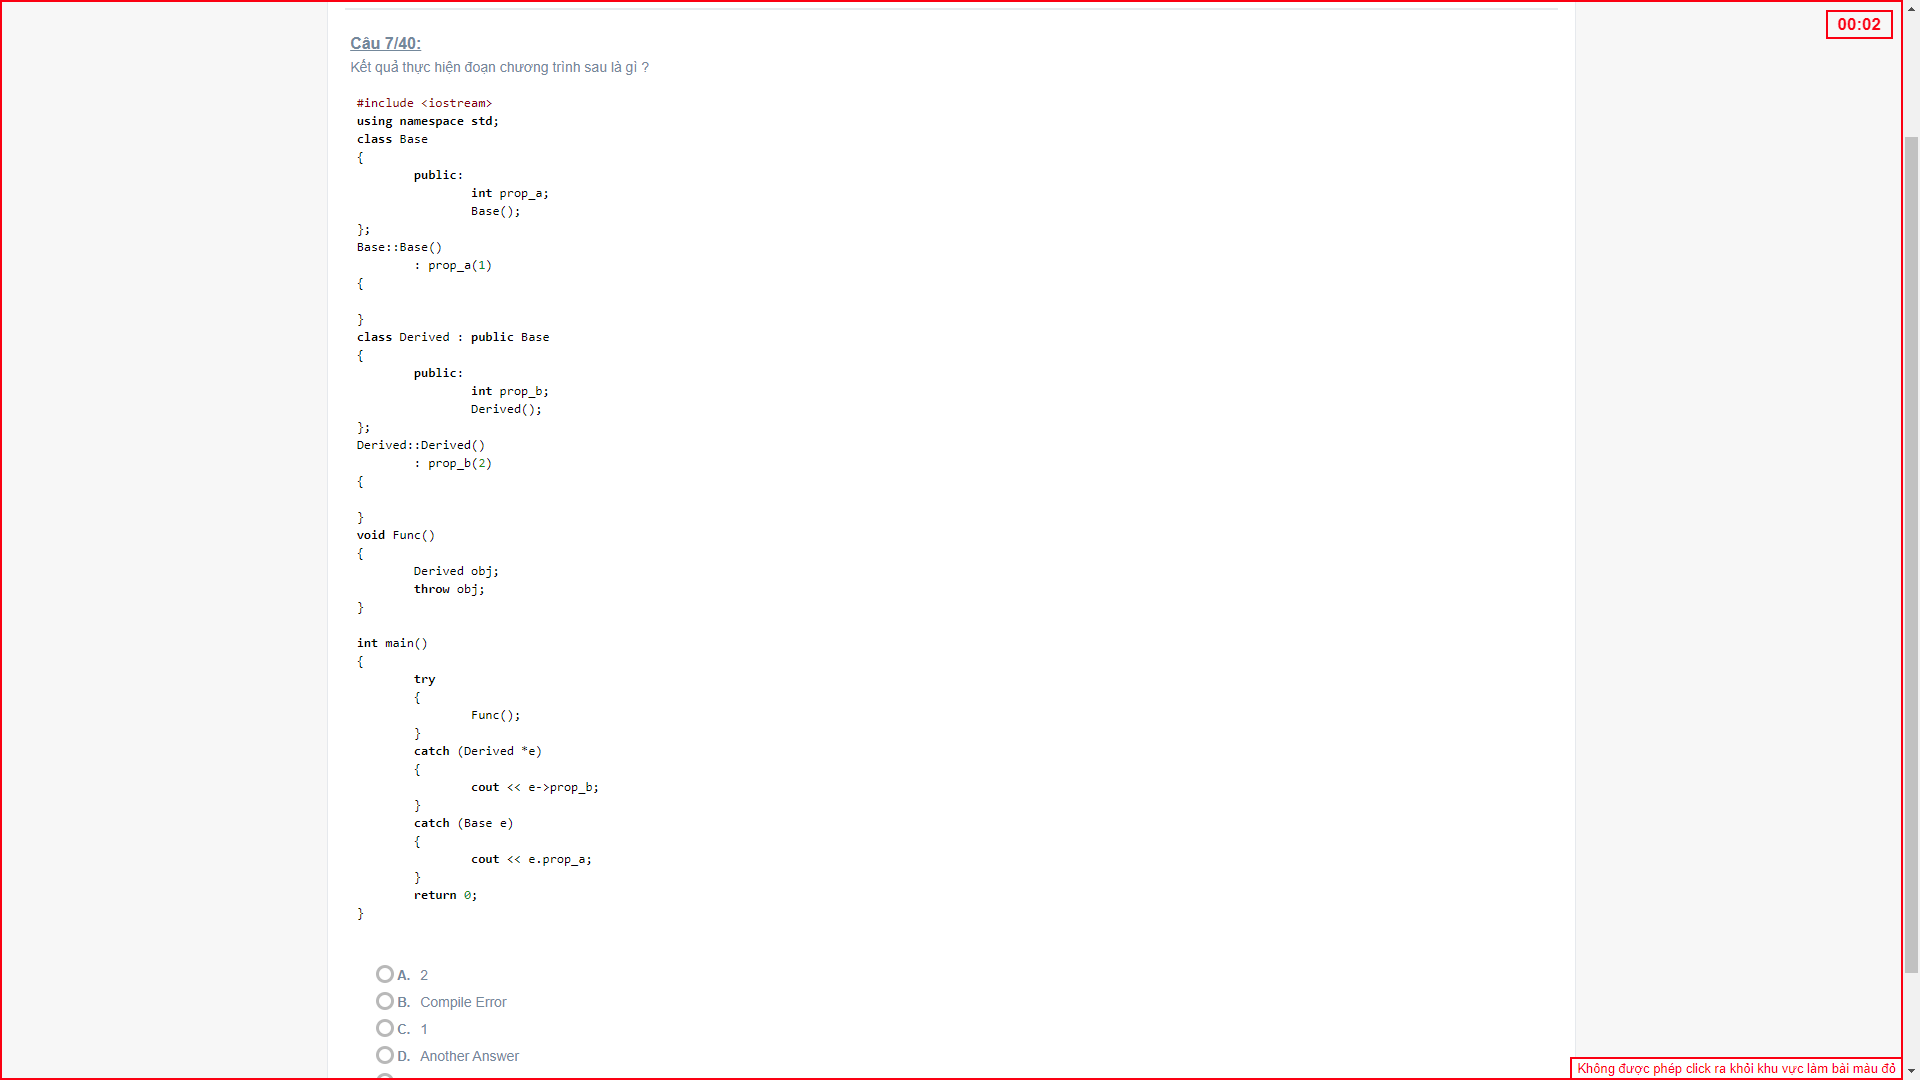 00:02
Câu 7/40:
Kết quả thực hiện đoạn chương trình sau là gì ?
#include <iostream>
using namespace std;
class Base
{
public:
int prop_a;
Base();
};
Base::Base()
: prop_a(1)
{
}
class Derived : public Base
{
public:
int prop_b;
Derived();
};
Derived::Derived()
: prop_b(2)
{
}
void Func()
{
Derived obj;
throw obj;
}
int main()
{
try
{
Func();
}
catch (Derived *e)
{
cout << e->prop_b;
}
catch (Base e)
{
cout << e.prop_a;
}
return 0;
}
A. 2
B. Compile Error
C. 1
D. Another Answer
Không được phép click ra khỏi khu vực làm bài màu đỏ